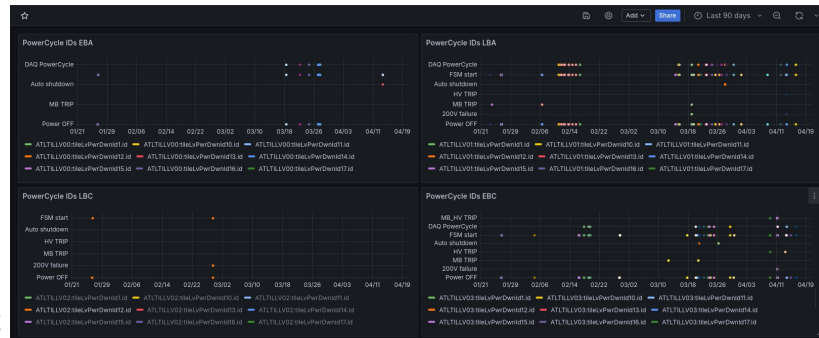 Add
Share
Last 90 days
PowerCycle IDs EBA
DAQ PowerCycle
Auto shutdown
MB TRIP
Power OFF
01/21 01/29 02/06 02/14 02/22 03/02 03/10 03/18 03/26 04/03 04/11 04/19
ATLTILLV00:tileLvPwrDwnId1.id ATLTILLV00:tileLvPwrDwnId10.id ATLTILLV00:tileLvPwrDwnId11.id
ATLTILLV00:tileLvPwrDwnId12.id ATLTILLV00:tileLvPwrDwnId13.id ATLTILLV00:tileLvPwrDwnId14.id
ATLTILLV00:tileLvPwrDwnId15.id ATLTILLV00:tileLvPwrDwnId16.id ATLTILLV00:tileLvPwrDwnId17.id
PowerCycle IDs LBA
DAQ PowerCycle
FSM start
Auto shutdown
HV TRIP
MB TRIP
200V failure
Power OFF
01/21 01/29 02/06 02/14 02/22 03/02 03/10 03/18 03/26 04/03 04/11 04/19
ATLTILLV01:tileLvPwrDwnId1.id ATLTILLV01:tileLvPwrDwnId10.id ATLTILLV01:tileLvPwrDwnId11.id
ATLTILLV01:tileLvPwrDwnId12.id ATLTILLV01:tileLvPwrDwnId13.id ATLTILLV01:tileLvPwrDwnId14.id
ATLTILLV01:tileLvPwrDwnId15.id ATLTILLV01:tileLvPwrDwnId16.id ATLTILLV01:tileLvPwrDwnId17.id
PowerCycle IDs LBC
FSM start
Auto shutdown
HV TRIP
MB TRIP
200V failure
Power OFF
01/21 01/29 02/06 02/14 02/22 03/02 03/10 03/18 03/26 04/03 04/11 04/19
ATLTILLV02:tileLvPwrDwnId1.id ATLTILLV02:tileLvPwrDwnId10.id ATLTILLV02:tileLvPwrDwnId11.id
ATLTILLV02:tileLvPwrDwnId12.id ATLTILLV02:tileLvPwrDwnId13.id ATLTILLV02:tileLvPwrDwnId14.id
ATLTILLV02:tileLvPwrDwnId15.id ATLTILLV02:tileLvPwrDwnId16.id ATLTILLV02:tileLvPwrDwnId17.id
PowerCycle IDs EBC
MB_HV TRIP
DAQ PowerCycle
FSM start
Auto shutdown
HV TRIP
MB TRIP
200V failure
Power OFF
01/21 01/29 02/06 02/14 02/22 03/02 03/10 03/18 03/26 04/03 04/11 04/19
ATLTILLV03:tileLvPwrDwnId1.id ATLTILLV03:tileLvPwrDwnId10.id ATLTILLV03:tileLvPwrDwnId11.id
ATLTILLV03:tileLvPwrDwnId12.id ATLTILLV03:tileLvPwrDwnId13.id ATLTILLV03:tileLvPwrDwnId14.id
ATLTILLV03:tileLvPwrDwnId15.id ATLTILLV03:tileLvPwrDwnId16.id ATLTILLV03:tileLvPwrDwnId17.id